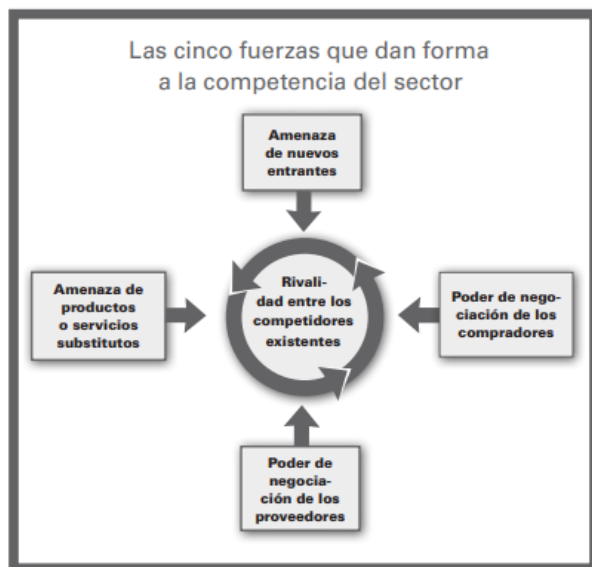 Las cinco fuerzas que dan forma
a la competencia del sector
Amenaza
de nuevos
entrantes
Amenaza de
productos
o servicios
substitutos
Rivali-
dad entre los
competidores
existentes
Poder de nego-
ciación de los
compradores
Poder de
negocia-
ción de los
proveedores